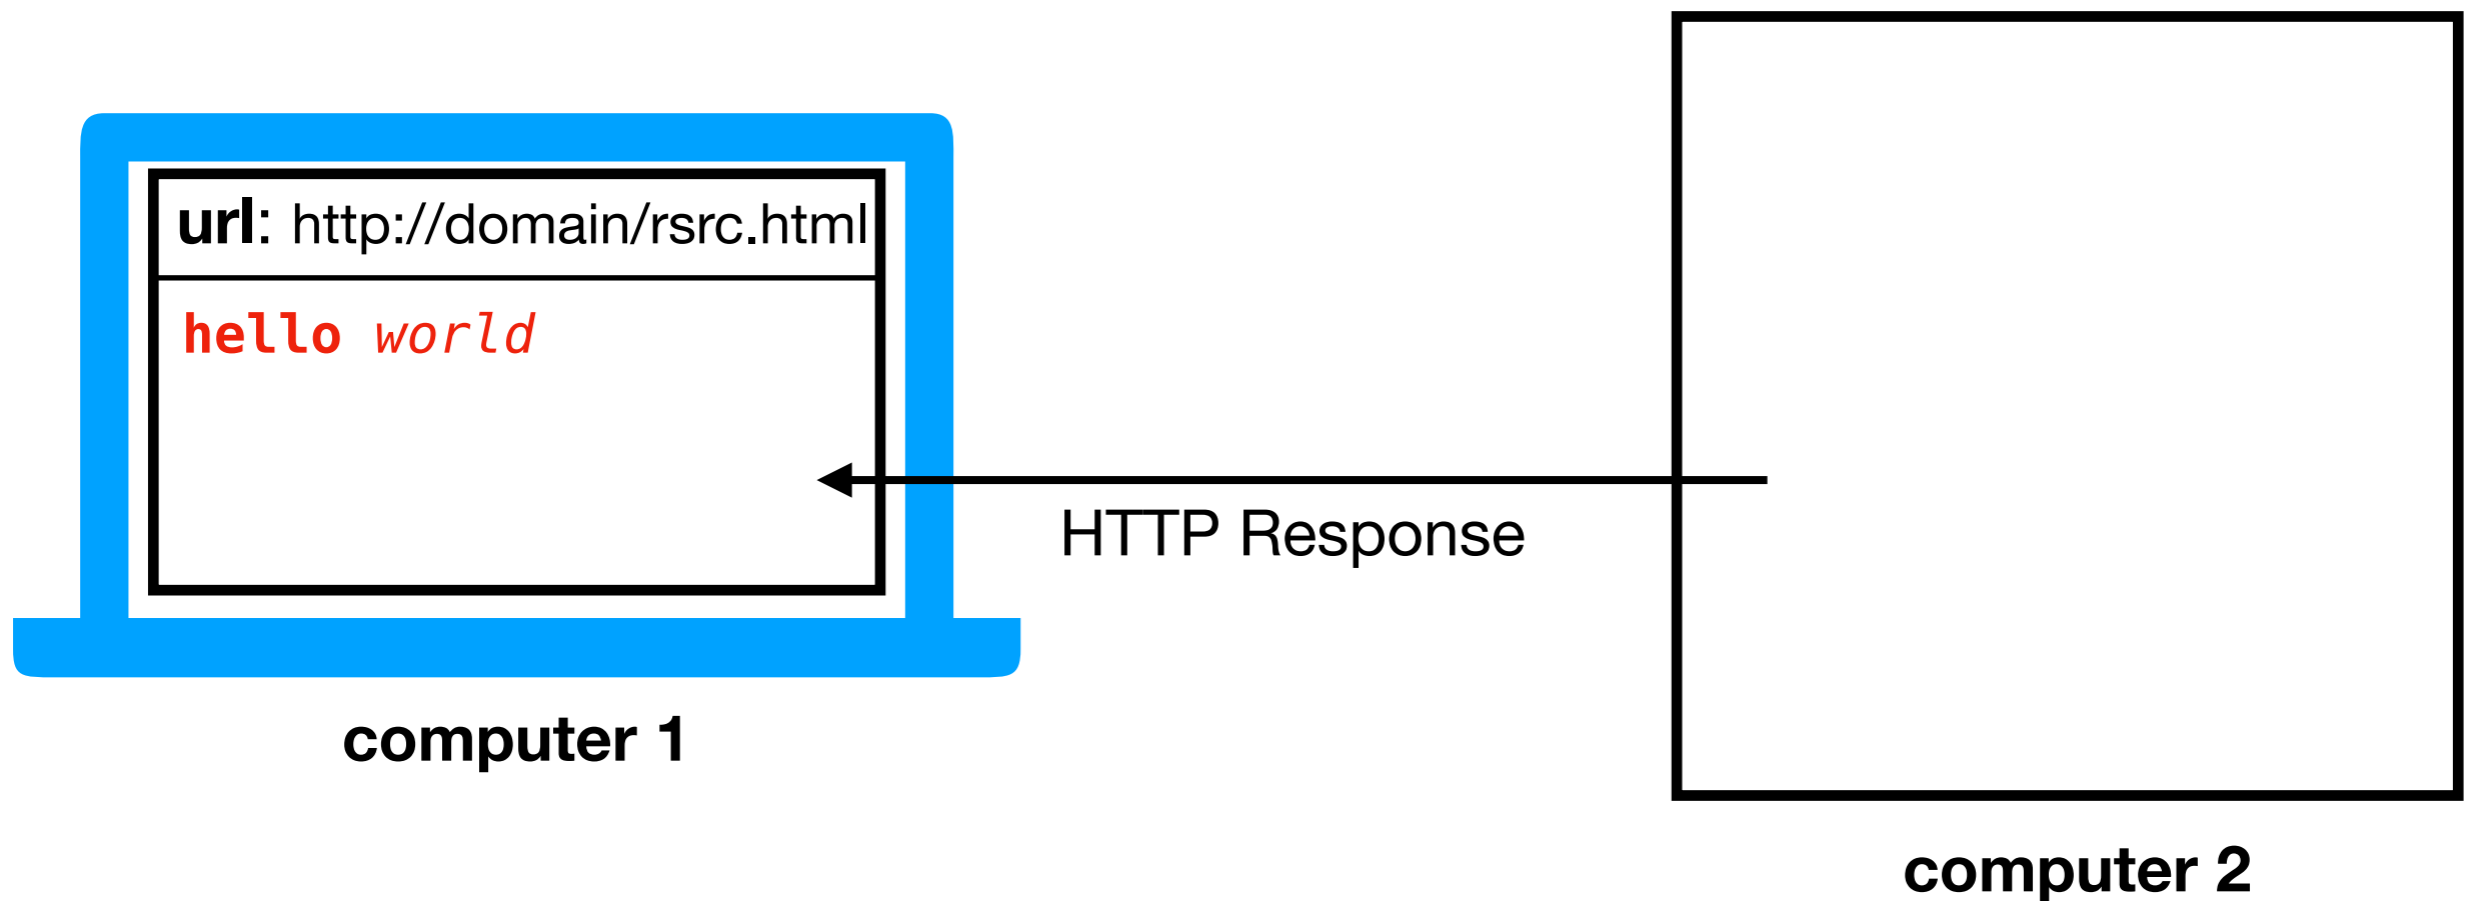 url: http://domain/rsrc.html
hello world
HTTP Response
computer 1
computer 2